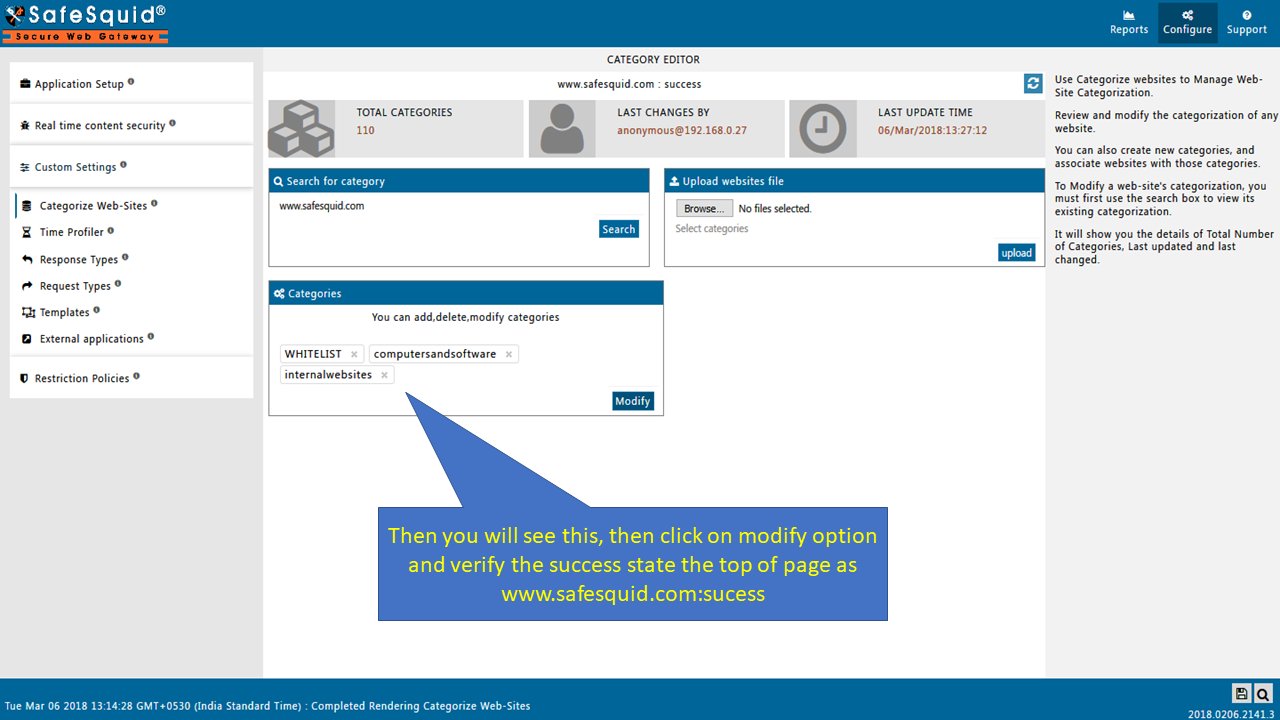 SafeSquid®
Secure Web Gateway
Reports
Configure
Support
Application Setup
Real time content security
Custom Settings
Categorize Web-Sites
Time Profiler
Response Types
Request Types
Templates
External applications
Restriction Policies
CATEGORY EDITOR
www.safesquid.com : success
TOTAL CATEGORIES
110
LAST CHANGES BY
anonymous@192.168.0.27
LAST UPDATE TIME
06/Mar/2018:13:27:12
Search for category
www.safesquid.com
Search
Upload websites file
Browse... No files selected.
Select categories
upload
Categories
You can add,delete,modify categories
WHITELIST × computersandsoftware ×
internalwebsites ×
Modify
Then you will see this, then click on modify option
and verify the success state the top of page as
www.safesquid.com:sucess
Use Categorize websites to Manage Web-
Site Categorization.
Review and modify the categorization of any
website.
You can also create new categories, and
associate websites with those categories.
To Modify a web-site's categorization, you
must first use the search box to view its
existing categorization.
It will show you the details of Total Number
of Categories, Last updated and last
changed.
Tue Mar 06 2018 13:14:28 GMT+0530 (India Standard Time) : Completed Rendering Categorize Web-Sites
2018.0206.2141.3